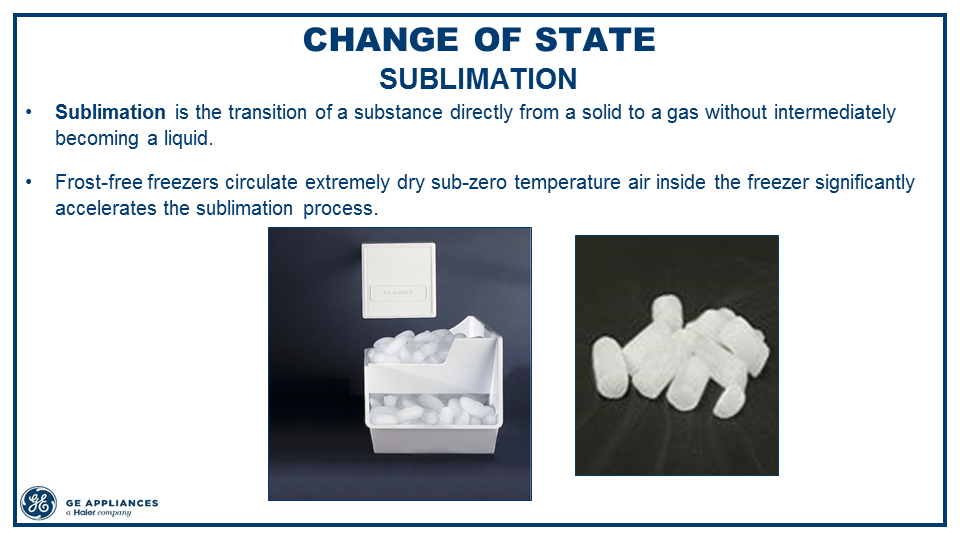 CHANGE OF STATE
SUBLIMATION
• Sublimation is the transition of a substance directly from a solid to a gas without intermediately
becoming a liquid.
• Frost-free freezers circulate extremely dry sub-zero temperature air inside the freezer significantly
accelerates the sublimation process.
GE APPLIANCES
a Haier company